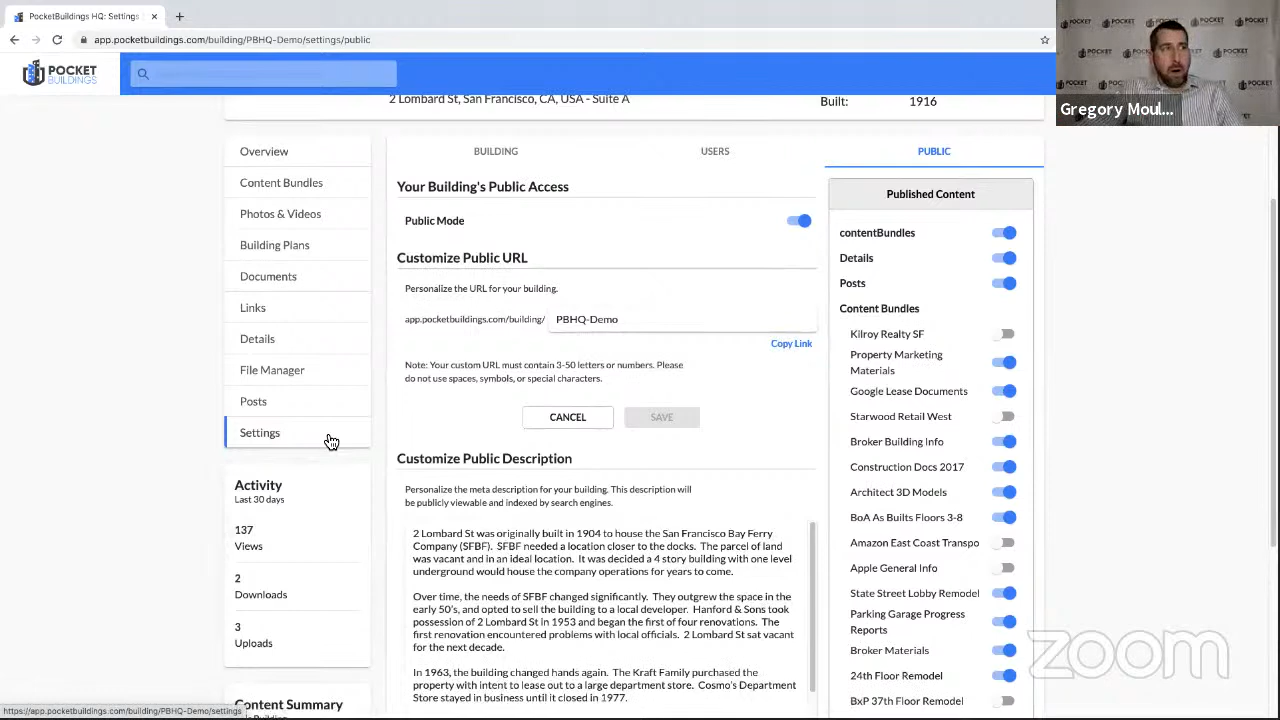 PocketBuildings HQ: Settings
app.pocketbuildings.com/building/PBHQ-Demo/settings/public
POCKET
BUILDINGS
Gregory Moul...
2 Lombard St, San Francisco, CA, USA - Suite A
Built: 1916
Overview
Content Bundles
Photos & Videos
Building Plans
Documents
Links
Details
File Manager
Posts
Settings
Activity
Last 30 days
137
Views
2
Downloads
3
Uploads
Content Summary
BUILDING
USERS
PUBLIC
Your Building's Public Access
Public Mode
Customize Public URL
Personalize the URL for your building.
app.pocketbuildings.com/building/ PBHQ-Demo
Copy Link
Note: Your custom URL must contain 3-50 letters or numbers. Please
do not use spaces, symbols, or special characters.
CANCEL
SAVE
Customize Public Description
Personalize the meta description for your building. This description will
be publicly viewable and indexed by search engines.
2 Lombard St was originally built in 1904 to house the San Francisco Bay Ferry
Company (SFBF). SFBF needed a location closer to the docks. The parcel of land
was vacant and in an ideal location. It was decided a 4 story building with one level
underground would house the company operations for years to come.
Over time, the needs of SFBF changed significantly. They outgrew the space in the
early 50's, and opted to sell the building to a local developer. Hanford & Sons took
possession of 2 Lombard St in 1953 and began the first of four renovations. The
first renovation encountered problems with local officials. 2 Lombard St sat vacant
for the next decade.
In 1963, the building changed hands again. The Kraft Family purchased the
property with intent to lease out to a large department store. Cosmo's Department
Store stayed in business until it closed in 1977.
Published Content
contentBundles
Details
Posts
Content Bundles
Kilroy Realty SF
Property Marketing
Materials
Google Lease Documents
Starwood Retail West
Broker Building Info
Construction Docs 2017
Architect 3D Models
BoA As Builts Floors 3-8
Amazon East Coast Transpo
Apple General Info
State Street Lobby Remodel
Parking Garage Progress
Reports
Broker Materials
24th Floor Remodel
BxP 37th Floor Remodel
zoom
https://app.pocketbuildings.com/building/PBHQ-Demo/settings